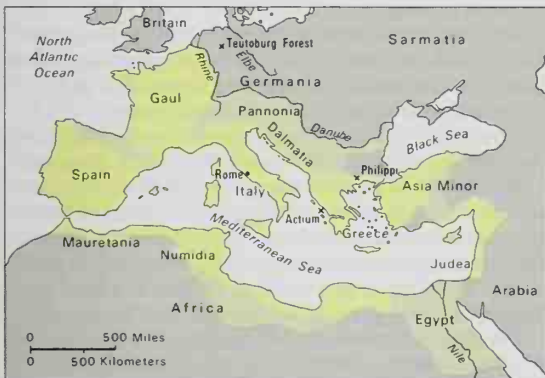 North
Atlantic
Ocean
Britain
Teutoburg Forest
Sarmatia
Rhine
Elbe
Germania
Gaul
Pannonia
Danube
Dalmatia
Black Sea
Spain
Rome
Italy
Philippi
Asia Minor
Actium
Greece
Mediterranean Sea
Mauretania
Numidia
Judea
Africa
Egypt
Arabia
Nile
0 500 Miles
0 500 Kilometers